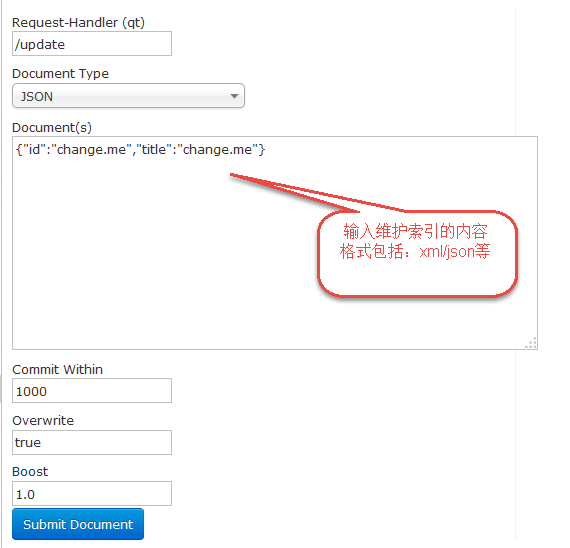 Request-Handler (qt)
/update
Document Type
JSON
Document(s)
{"id":"change.me","title":"change.me"}
输入维护索引的内容
格式包括：xml/json等
Commit Within
1000
Overwrite
true
Boost
1.0
Submit Document